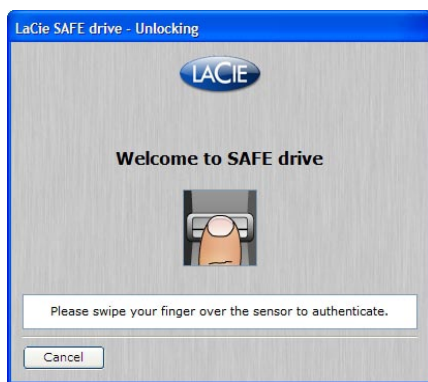 LaCie SAFE drive - Unlocking
LACIE
Welcome to SAFE drive
Please swipe your finger over the sensor to authenticate.
Cancel